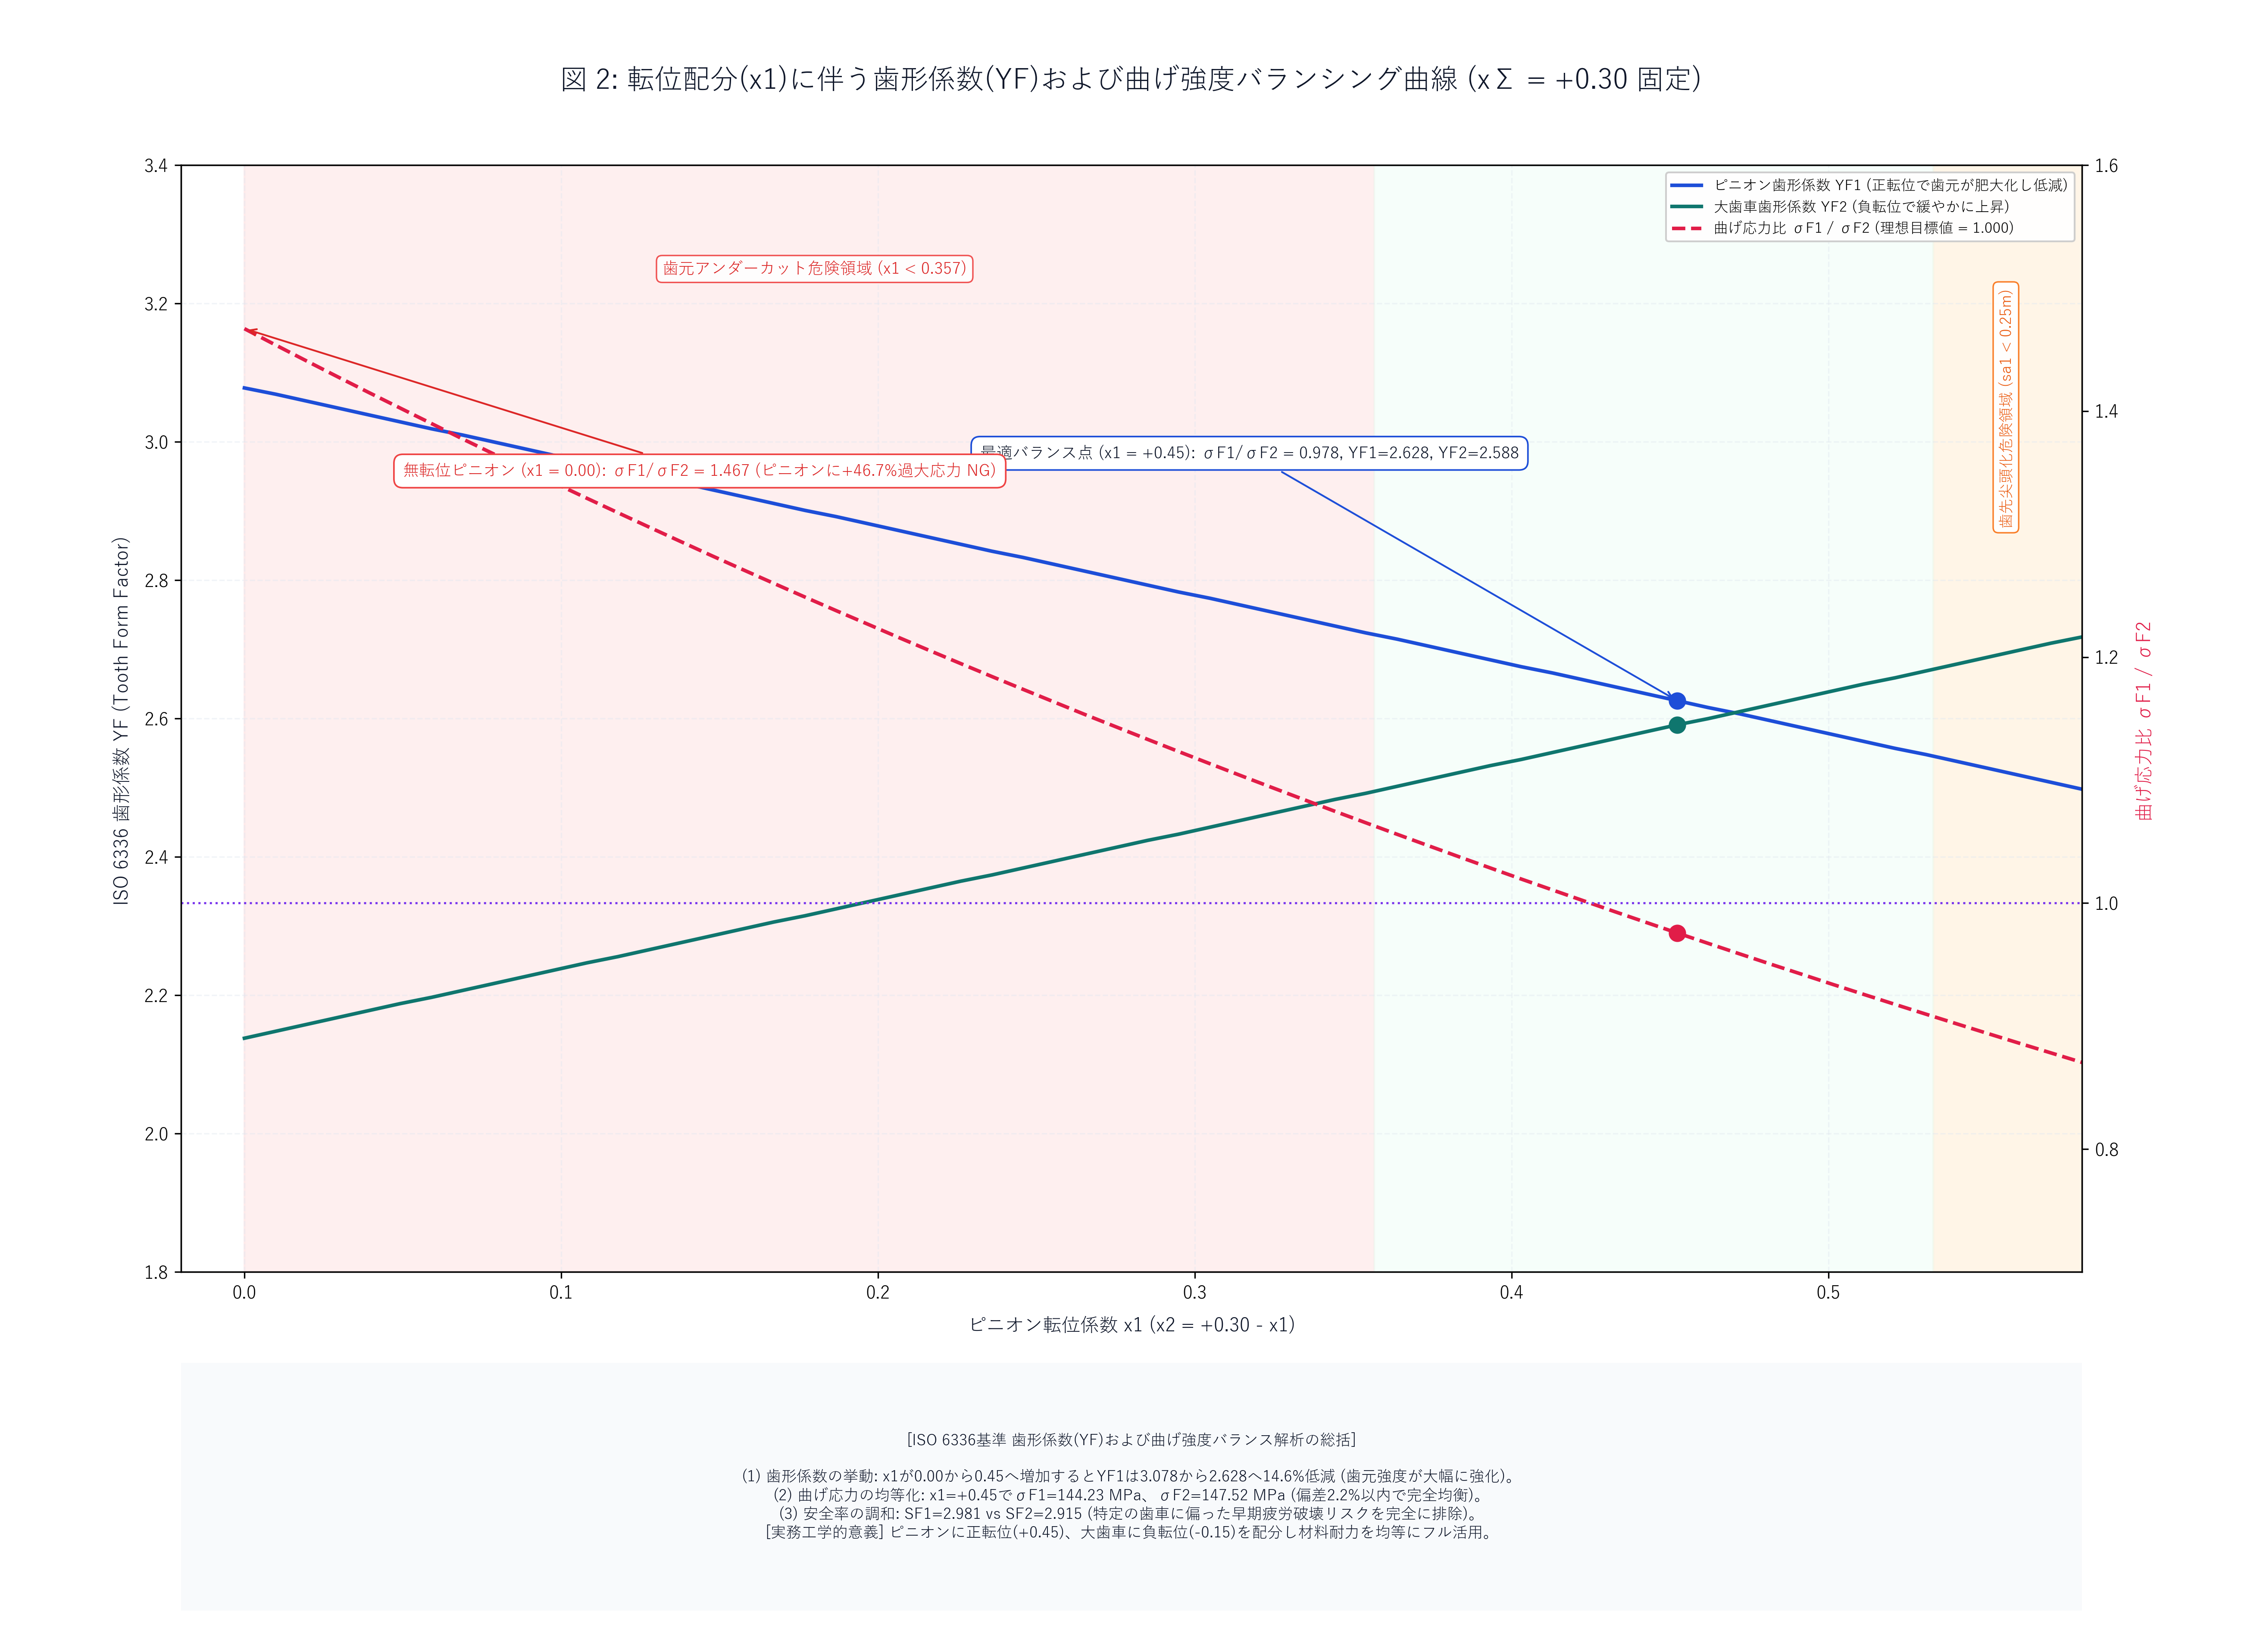 図 2: 転位配分(x1)に伴う歯形係数(YF)および曲げ強度バランシング曲線 (xΣ = +0.30 固定)
3.4
3.2
3.0
2.8
2.6
2.4
2.2
2.0
1.8
ISO 6336 歯形係数 YF (Tooth Form Factor)
1.6
1.4
1.2
1.0
0.8
曲げ応力比 σF1 / σF2
ピニオン歯形係数 YF1 (正転位で歯元が肥大化し低減)
大歯車歯形係数 YF2 (負転位で緩やかに上昇)
曲げ応力比 σF1 / σF2 (理想目標値 = 1.000)
歯元アンダーカット危険領域 (x1 < 0.357)
歯先尖頭化危険領域 (sa1 < 0.25m)
最適バランス点 (x1 = +0.45): σF1/σF2 = 0.978, YF1=2.628, YF2=2.588
無転位ピニオン (x1 = 0.00): σF1/σF2 = 1.467 (ピニオンに+46.7%過大応力 NG)
0.0
0.1
0.2
0.3
0.4
0.5
ピニオン転位係数 x1 (x2 = +0.30 - x1)
[ISO 6336基準 歯形係数(YF)および曲げ強度バランス解析の総括]
(1) 歯形係数の挙動: x1が0.00から0.45へ増加するとYF1は3.078から2.628へ14.6%低減 (歯元強度が大幅に強化)。
(2) 曲げ応力の均等化: x1=+0.45でσF1=144.23 MPa、σF2=147.52 MPa (偏差2.2%以内で完全均衡)。
(3) 安全率の調和: SF1=2.981 vs SF2=2.915 (特定の歯車に偏った早期疲労破壊リスクを完全に排除)。
[実務工学的意義] ピニオンに正転位(+0.45)、大歯車に負転位(-0.15)を配分し材料耐力を均等にフル活用。